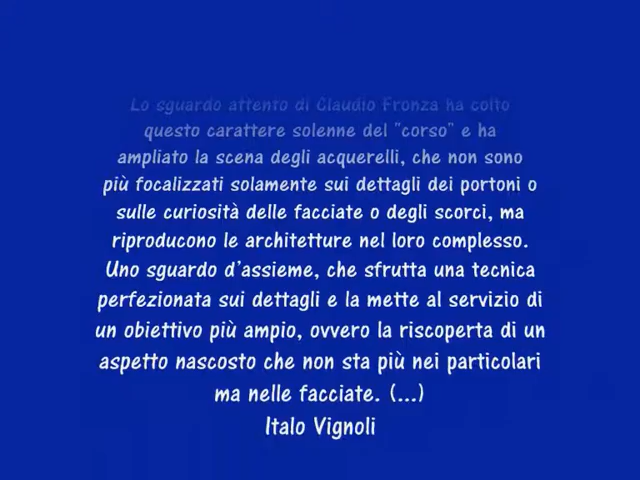 Lo sguardo attento di Claudio Fronza ha colto
questo carattere solenne del "corso" e ha
ampliato la scena degli acquerelli, che non sono
più focalizzati solamente sui dettagli dei portoni o
sulle curiosità delle facciate o degli scorci, ma
riproducono le architetture nel loro complesso.
Uno sguardo d'assieme, che sfrutta una tecnica
perfezionata sui dettagli e la mette al servizio di
un obiettivo più ampio, ovvero la riscoperta di un
aspetto nascosto che non sta più nei particolari
ma nelle facciate. (...)
Italo Vignoli